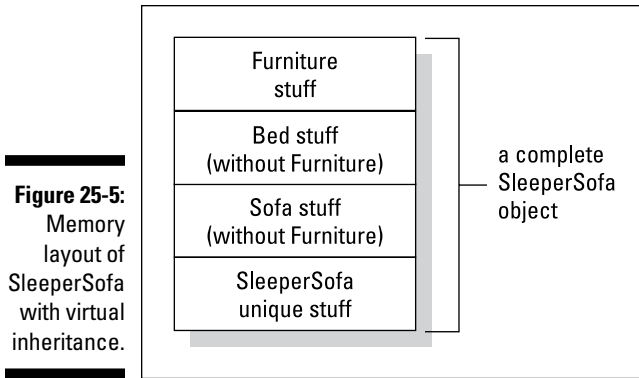 Figure 25-5:
Memory
layout of
SleeperSofa
with virtual
inheritance.
Furniture
stuff
Bed stuff
(without Furniture)
Sofa stuff
(without Furniture)
SleeperSofa
unique stuff
a complete
SleeperSofa
object